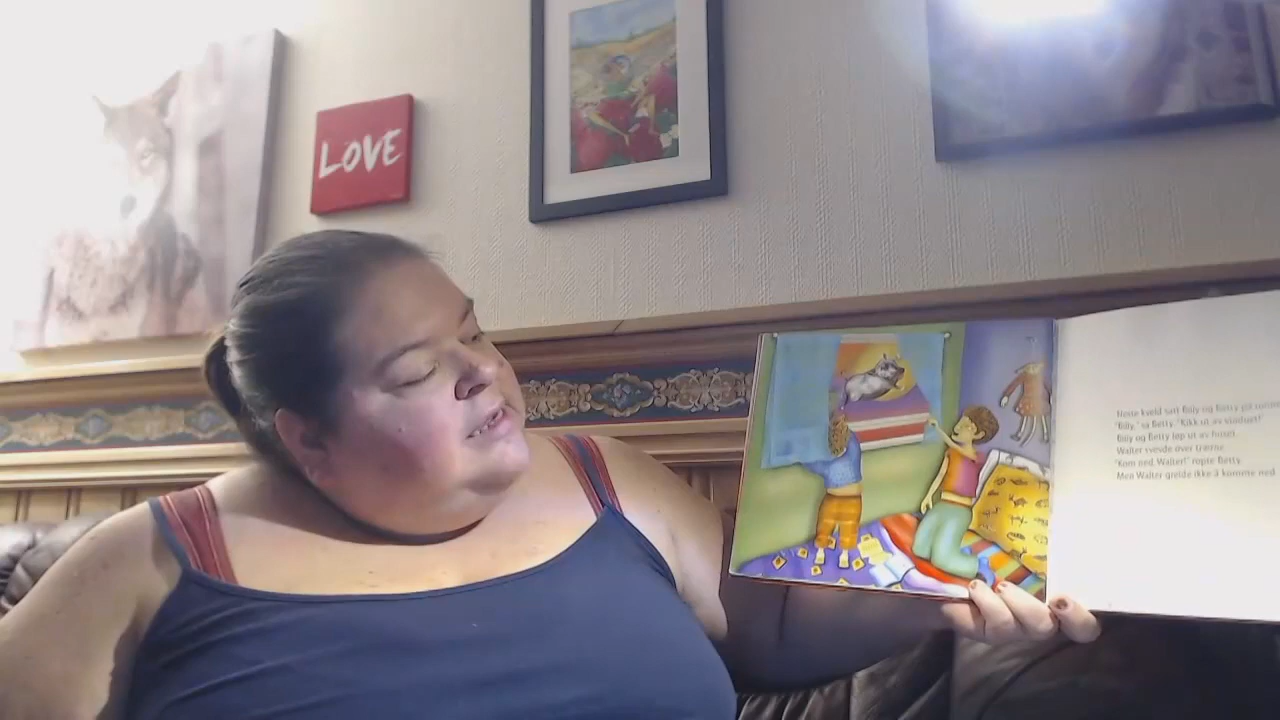 LOVE
Neste kveld satt Billy og Betty på
"Billy," sa Betty. "Kikk ut av vinduet!"
Billy og Betty løp ut av huset.
Walter svevde over trærne.
"Kom ned, Walter!" ropte Betty.
Men Walter greide ikke å komme ned.